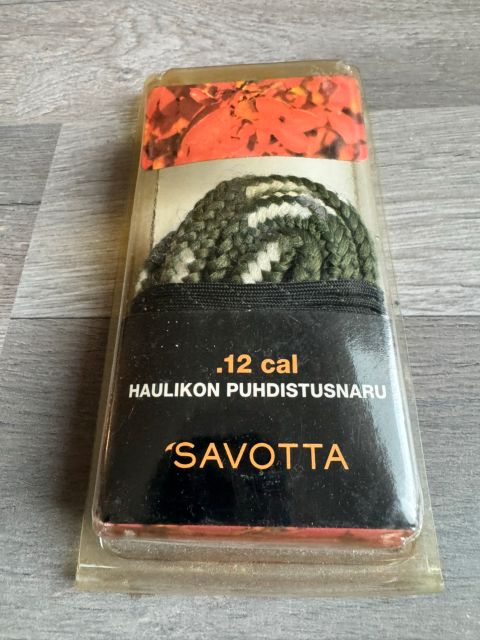 .12 cal
HAULIKON PUHDISTUSNARU
'SAVOTTA